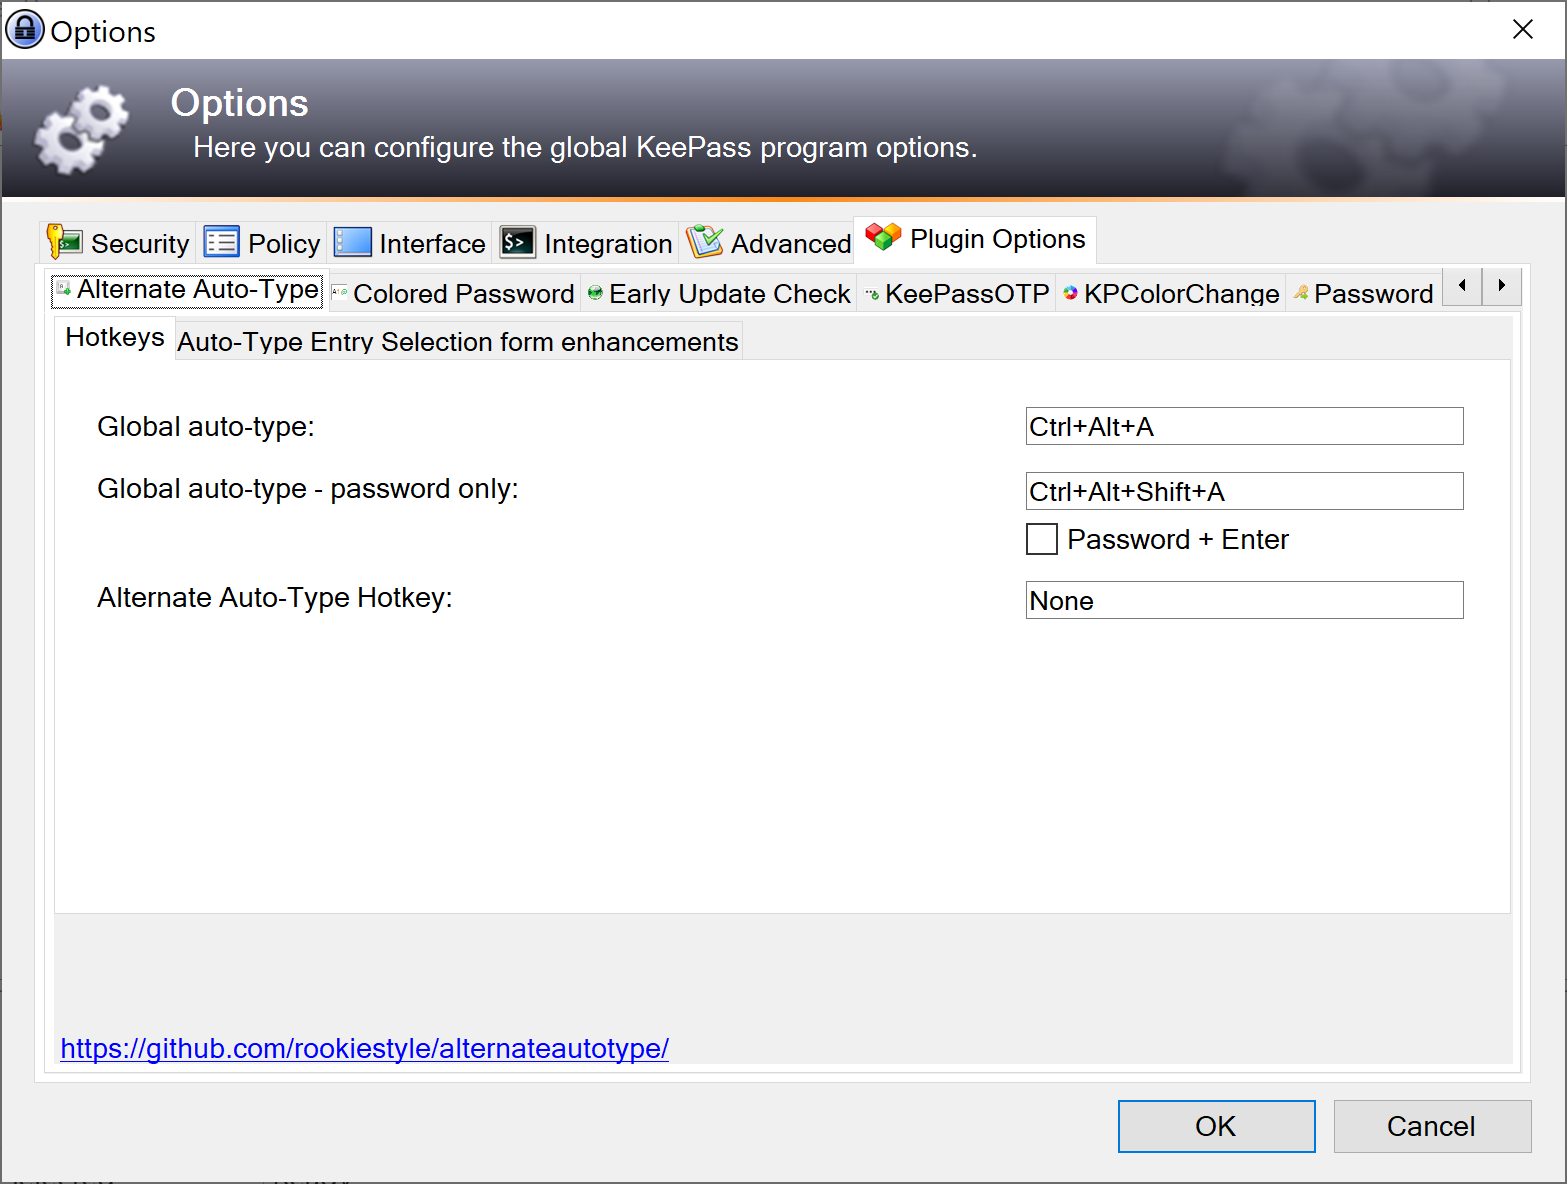 Options
Options
Here you can configure the global KeePass program options.
Security Policy Interface Integration Advanced Plugin Options
Alternate Auto-Type Colored Password Early Update Check KeePassOTP KPColorChange Password
Hotkeys Auto-Type Entry Selection form enhancements
Global auto-type: Ctrl+Alt+A
Global auto-type - password only: Ctrl+Alt+Shift+A
Password + Enter
Alternate Auto-Type Hotkey: None
https://github.com/rookiestyle/alternateautotype/
OK Cancel